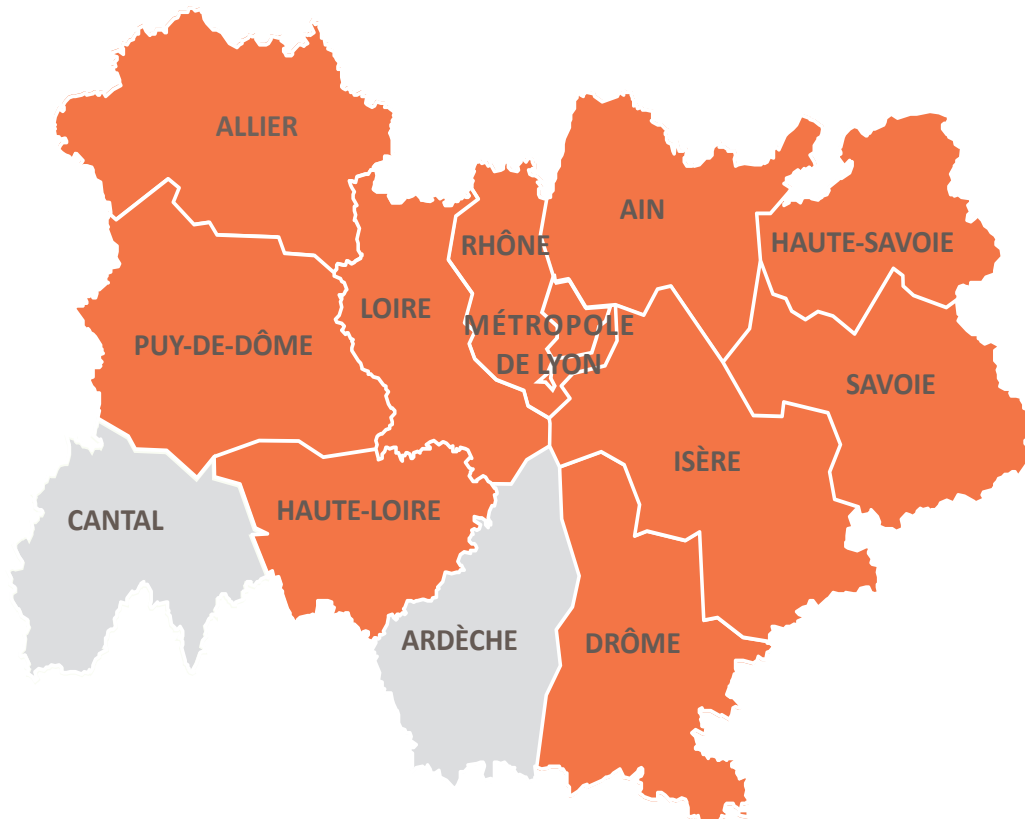 ALLIER
AIN
RHÔNE
HAUTE-SAVOIE
LOIRE
MÉTROPOLE
DE LYON
PUY-DE-DÔME
SAVOIE
ISÈRE
CANTAL
HAUTE-LOIRE
ARDÈCHE
DRÔME